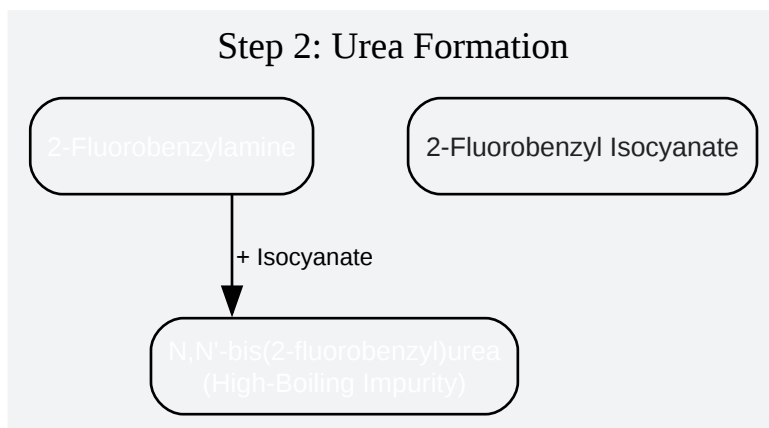 Step 2: Urea Formation
2-Fluorobenzylamine
2-Fluorobenzyl Isocyanate
+ Isocyanate
N,N'-bis(2-fluorobenzyl)urea
(High-Boiling Impurity)